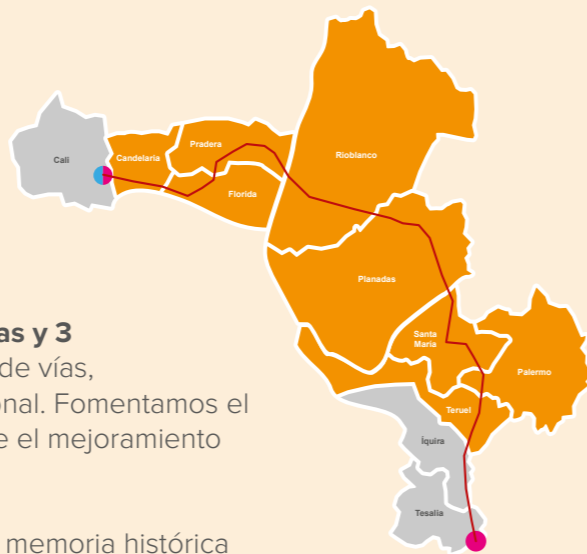 Rioblanco
Pradera
Candelaria
Cali
Florida
Planadas
Santa
María
Palermo
Teruel
Íquira
Tesalia
as y 3
de vías,
onal. Fomentamos el
e el mejoramiento
memoria histórica